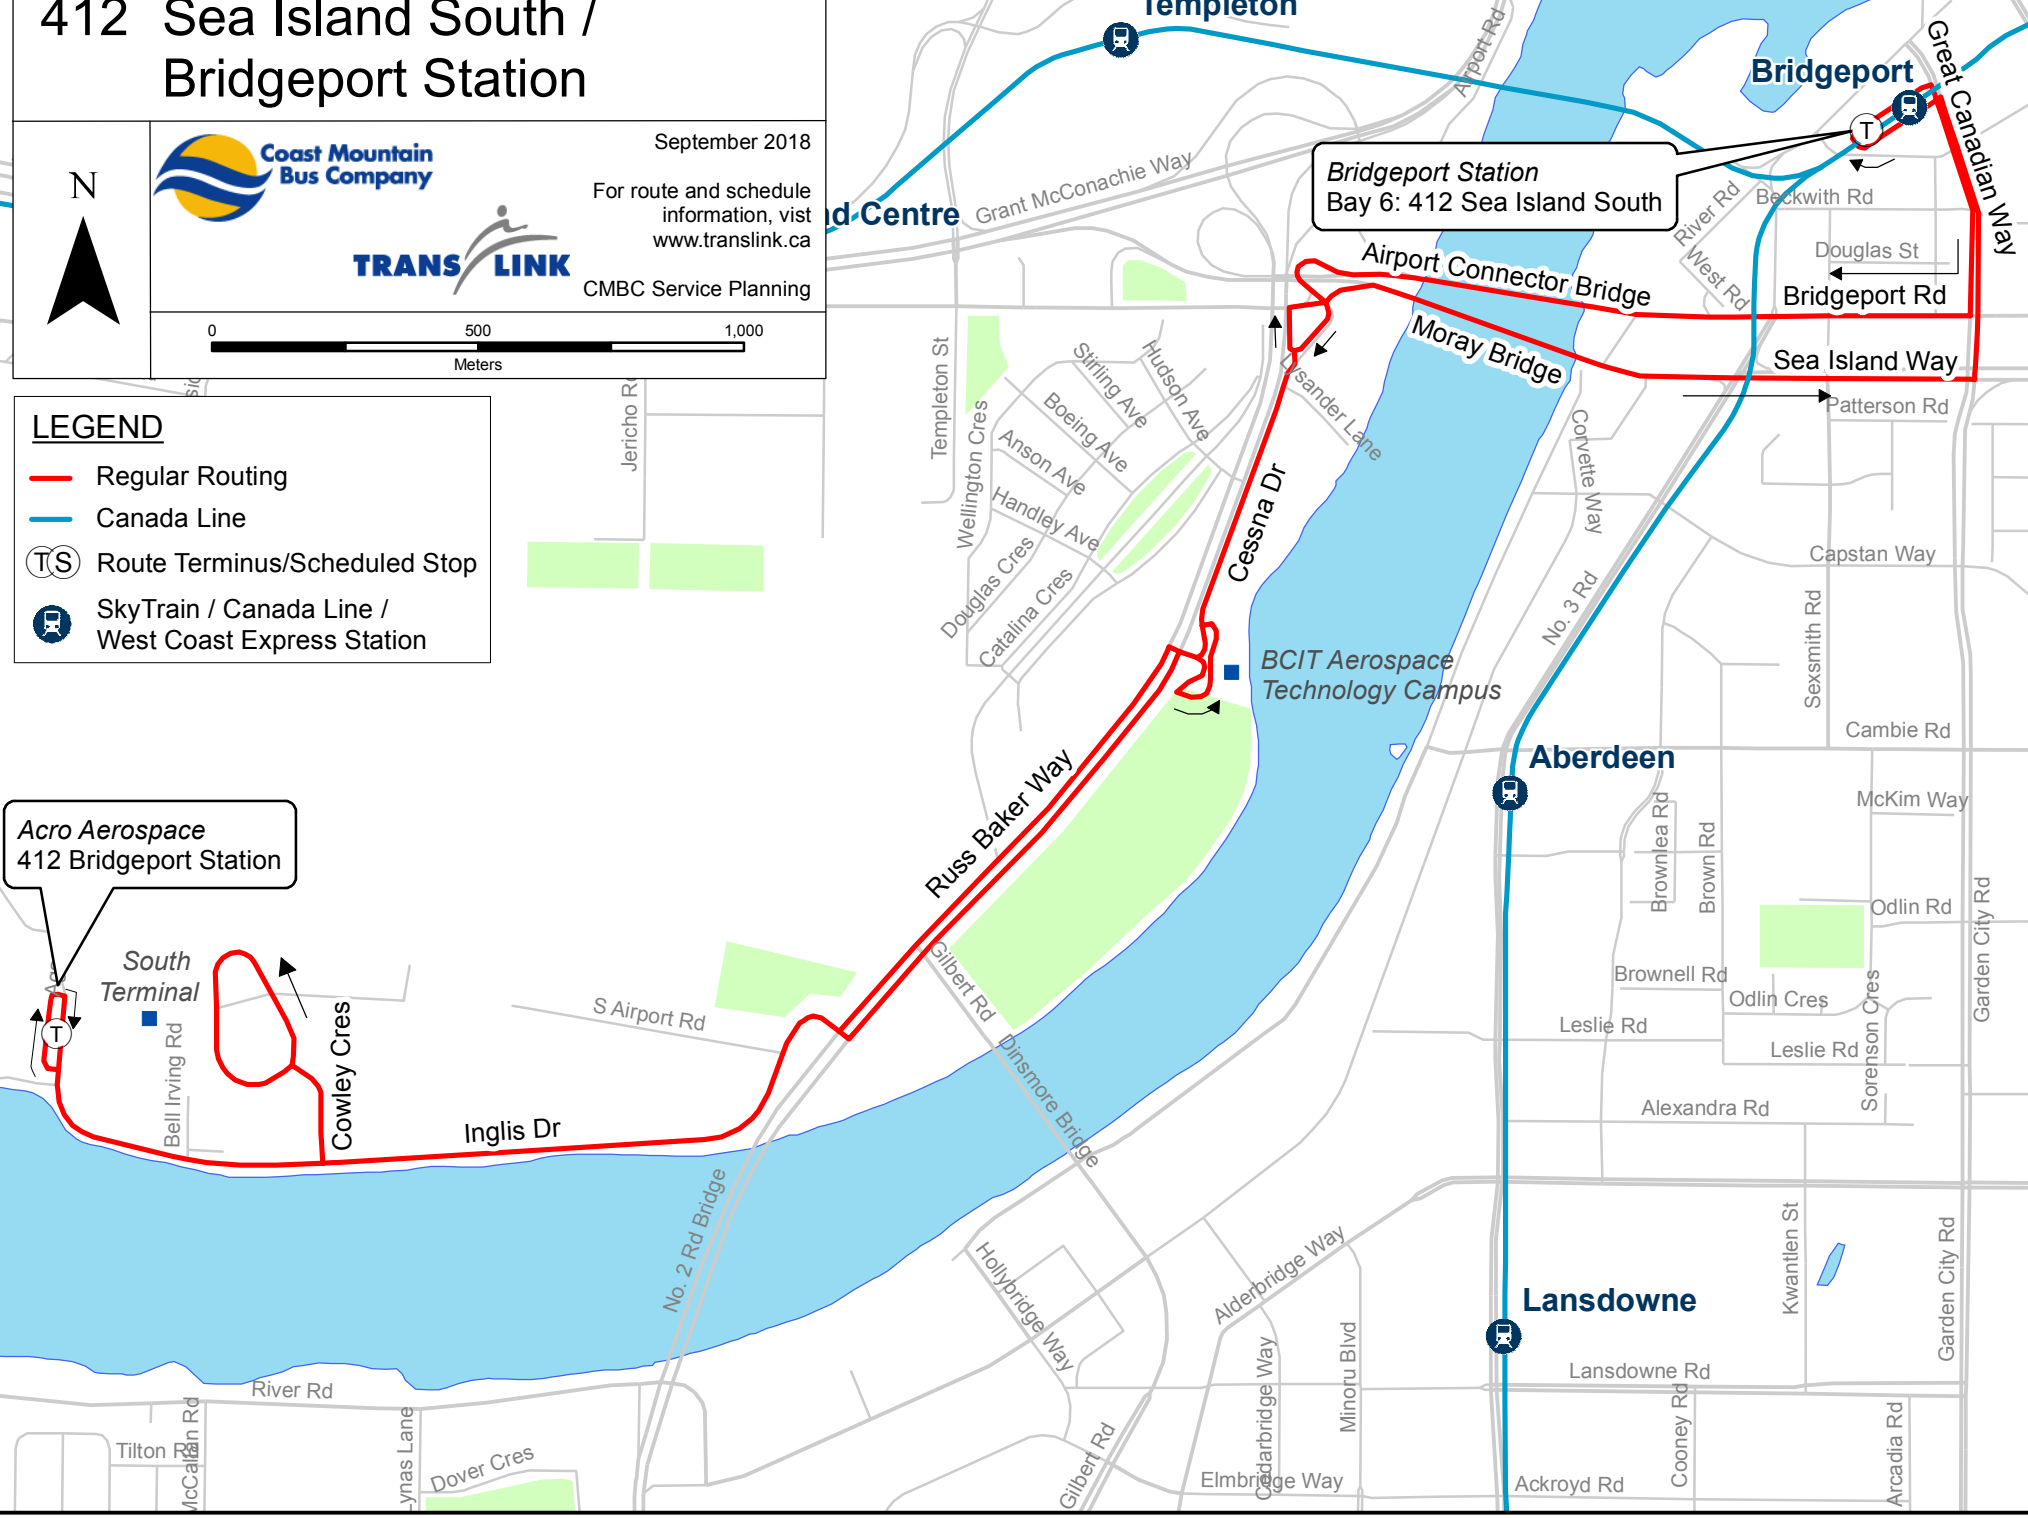 412 Sea Island South /
Bridgeport Station
N
Coast Mountain
Bus Company
TRANS LINK
September 2018
For route and schedule
information, vist
www.translink.ca
CMBC Service Planning
0 500 1,000
Meters
LEGEND
Regular Routing
Canada Line
T S Route Terminus/Scheduled Stop
SkyTrain / Canada Line /
West Coast Express Station
Templeton
Centre
Airport Rd
Grant McConachie Way
Bridgeport
Great Canadian Way
T
Bridgeport Station
Bay 6: 412 Sea Island South
River Rd
Beckwith Rd
West Rd
Douglas St
Airport Connector Bridge
Bridgeport Rd
Moray Bridge
Sea Island Way
Patterson Rd
Jericho Rd
Templeton St
Wellington Cres
Stirling Ave
Hudson Ave
Boeing Ave
Anson Ave
Handley Ave
Douglas Cres
Catalina Cres
Lysander Lane
Cessna Dr
Corvette Way
Capstan Way
No. 3 Rd
Sexsmith Rd
BCIT Aerospace
Technology Campus
Cambie Rd
Aberdeen
McKim Way
Brownlea Rd
Brown Rd
Odlin Rd
Garden City Rd
Brownell Rd
Odlin Cres
Sorenson Cres
Leslie Rd
Leslie Rd
Alexandra Rd
Russ Baker Way
Acro Aerospace
412 Bridgeport Station
South
Terminal
T
Bell Irving Rd
Cowley Cres
S Airport Rd
Gilbert Rd
Dinsmore Bridge
Inglis Dr
No. 2 Rd Bridge
Hollybridge Way
Alderbridge Way
Kwantlen St
Garden City Rd
Lansdowne
Lansdowne Rd
Minoru Blvd
Cedarbridge Way
Cooney Rd
Arcadia Rd
River Rd
Tilton Rd
McCallan Rd
Lynas Lane
Dover Cres
Gilbert Rd
Elmbridge Way
Ackroyd Rd